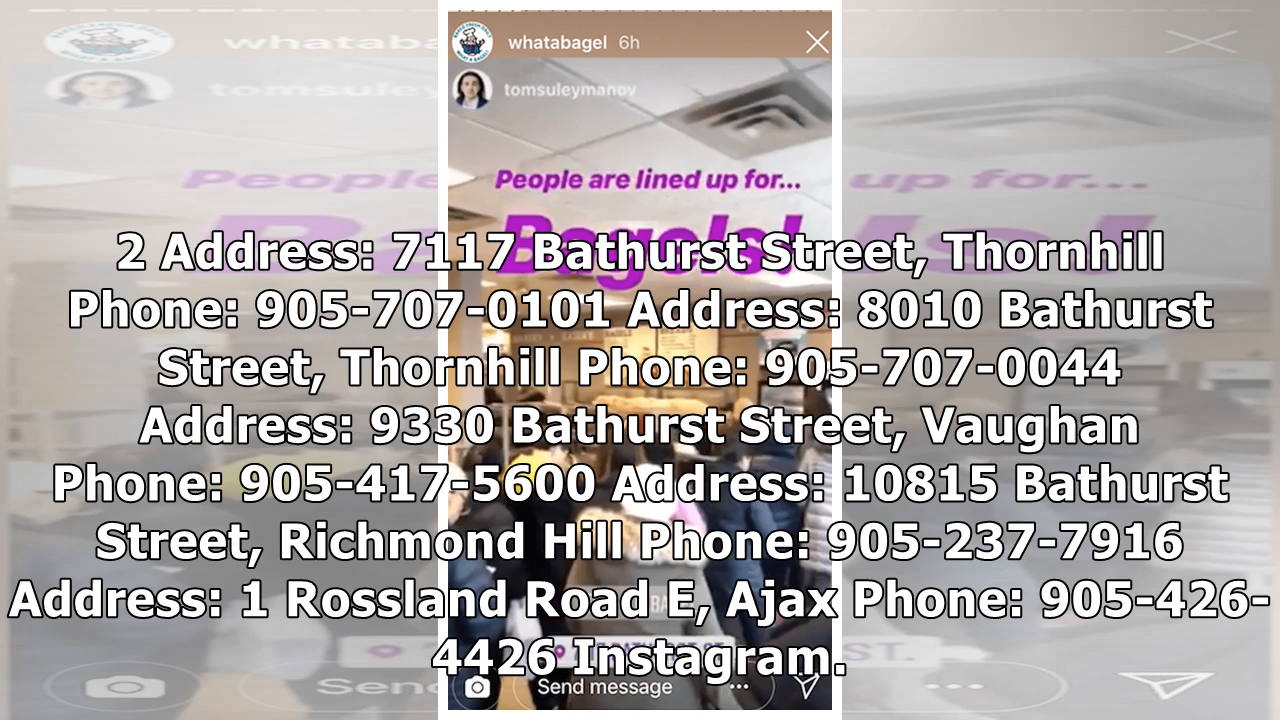 whatabagel 6h
tomsuleymanov
People are lined up for...
Bagels!
2 Address: 7117 Bathurst Street, Thornhill
Phone: 905-707-0101 Address: 8010 Bathurst
Street, Thornhill Phone: 905-707-0044
Address: 9330 Bathurst Street, Vaughan
Phone: 905-417-5600 Address: 10815 Bathurst
Street, Richmond Hill Phone: 905-237-7916
Address: 1 Rossland Road E, Ajax Phone: 905-426-
4426 Instagram.
Send message